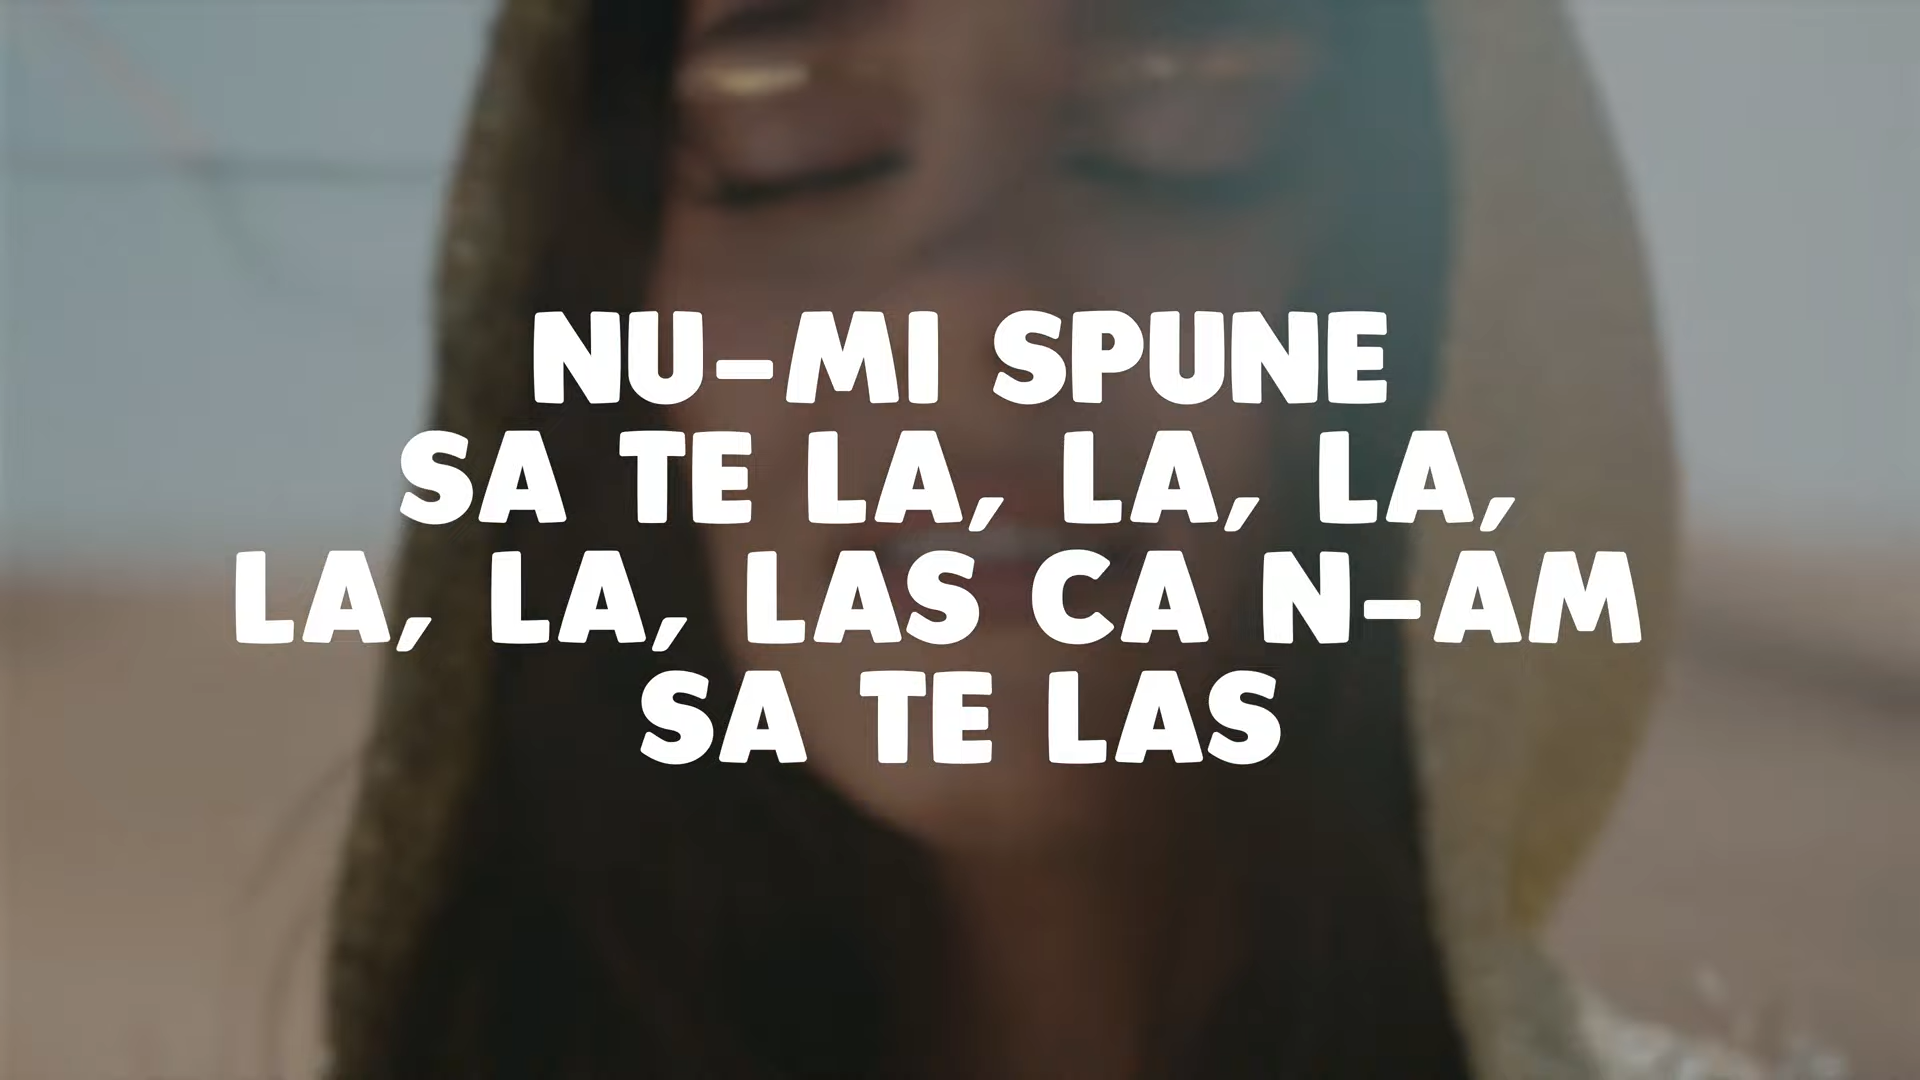 NU-MI SPUNE
SA TE LA, LA, LA,
LA, LA, LAS CA N-AM
SA TE LAS